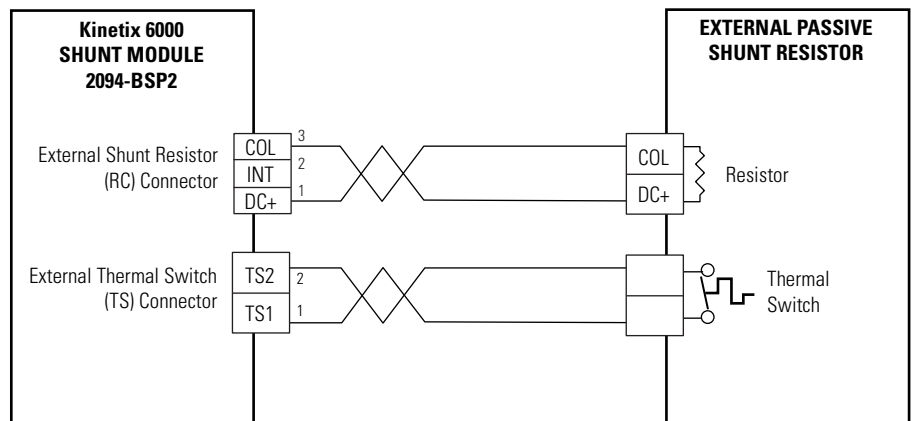 Kinetix 6000
SHUNT MODULE
2094-BSP2
EXTERNAL PASSIVE
SHUNT RESISTOR
External Shunt Resistor
(RC) Connector
COL
3
INT
2
DC+
1
COL
DC+
Resistor
External Thermal Switch
(TS) Connector
TS2
2
TS1
1
Thermal
Switch